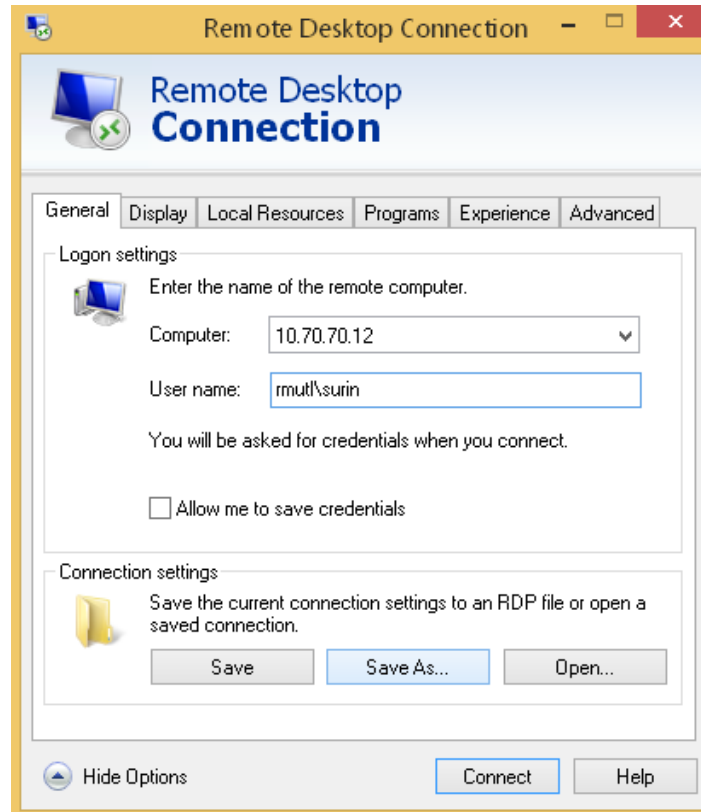 Remote Desktop Connection
Remote Desktop
Connection
General Display Local Resources Programs Experience Advanced
Logon settings
Enter the name of the remote computer.
Computer: 10.70.70.12
User name: rmutl\surin
You will be asked for credentials when you connect.
Allow me to save credentials
Connection settings
Save the current connection settings to an RDP file or open a
saved connection.
Save Save As... Open...
Hide Options Connect Help